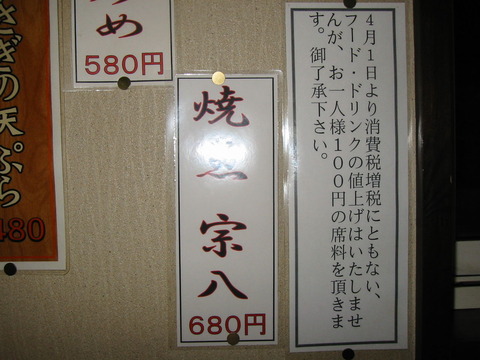 4月1日より消費税増税にともない、
フード・ドリンクの値上げはいたしませ
んが、お一人様100円の席料を頂きま
す。御了承下さい。
焼魚 宗八
680円
め
580円
さぎの天ぷら
480